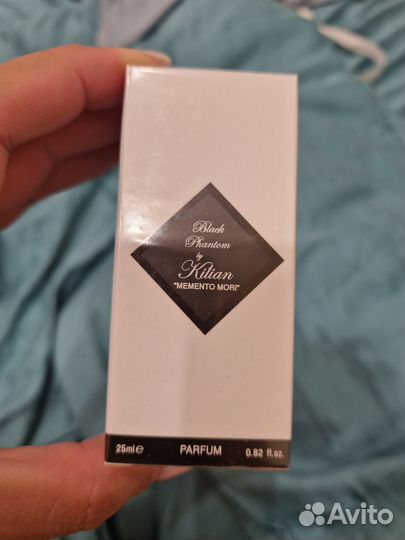 Black
Phantom
by
Kilian
"MEMENTO MORI"
25ml℮ PARFUM 0.82 fl.oz.
Avito